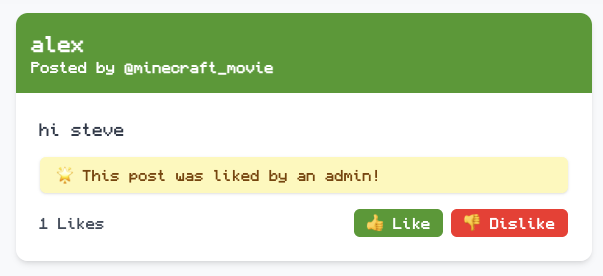 alex
Posted by @minecraft_movie
hi steve
🌟 This post was liked by an admin!
1 Likes
👍 Like
👎 Dislike